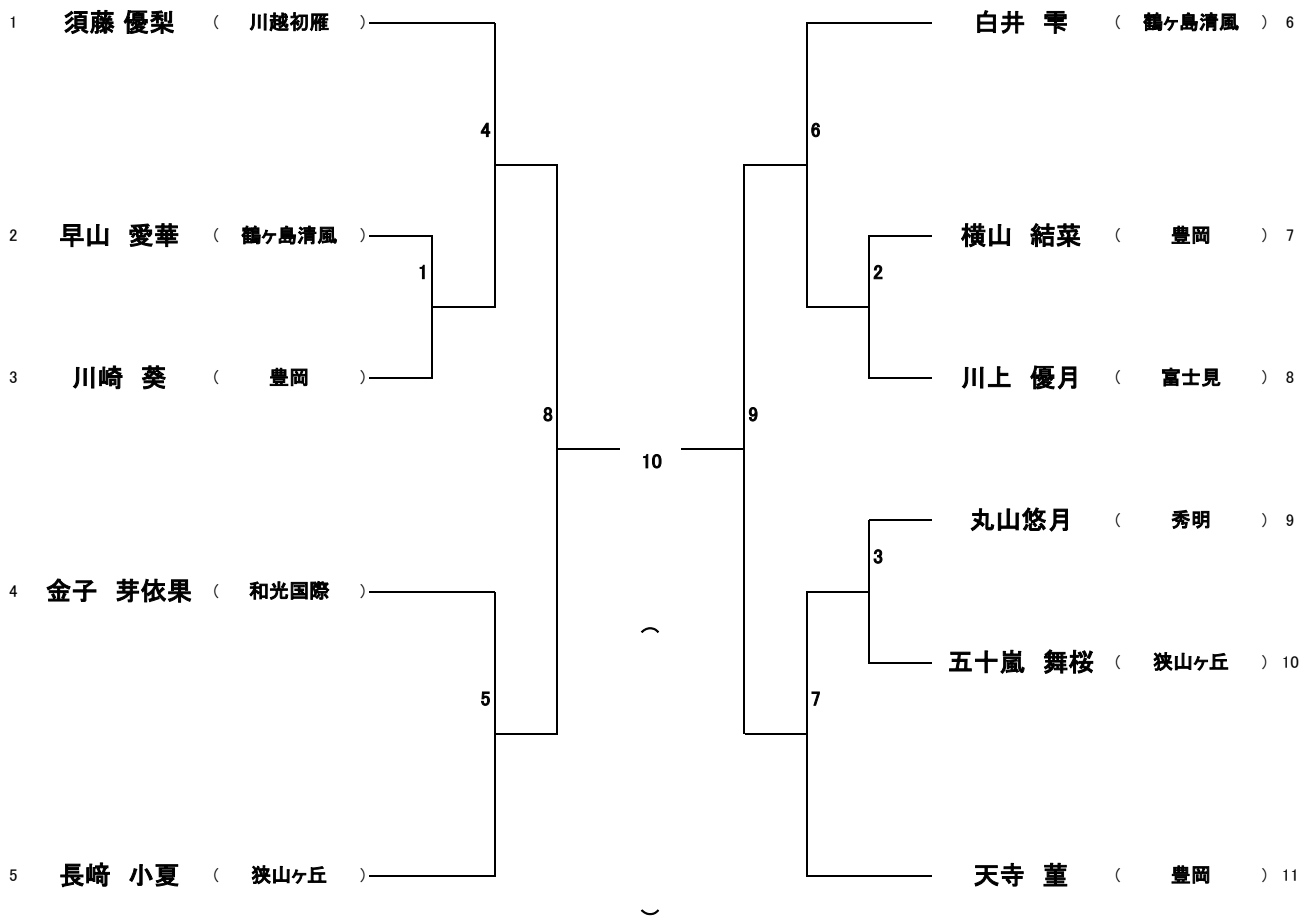 1 須藤 優梨 ( 川越初雁 )
4
2 早山 愛華 ( 鶴ヶ島清風 )
1
3 川崎 葵 ( 豊岡 )
8
4 金子 芽依果 ( 和光国際 )
5
5 長﨑 小夏 ( 狭山ヶ丘 )
10
(
)
白井 雫 ( 鶴ヶ島清風 ) 6
6
横山 結菜 ( 豊岡 ) 7
2
川上 優月 ( 富士見 ) 8
9
丸山悠月 ( 秀明 ) 9
3
五十嵐 舞桜 ( 狭山ヶ丘 ) 10
7
天寺 菫 ( 豊岡 ) 11